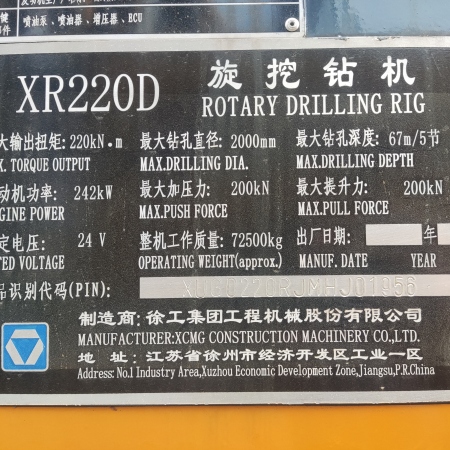 喷油泵、喷油器、增压器、ECU
XR220D 旋挖钻机
ROTARY DRILLING RIG
大输出扭矩: 220kN.m 最大钻孔直径: 2000mm 最大钻孔深度: 67m/5节
X. TORQUE OUTPUT MAX.DRILLING DIA. MAX.DRILLING DEPTH
动机功率: 242kW 最大加压力: 200kN 最大提升力: 200kN
GINE POWER MAX.PUSH FORCE MAX.PULL FORCE
定电压: 24 V 整机工作质量: 72500kg 出厂日期: 年
TED VOLTAGE OPERATING WEIGHT(approx.) MANUF. DATE YEAR
品识别代码(PIN):
制造商: 徐工集团工程机械股份有限公司
MANUFACTURER:XCMG CONSTRUCTION MACHINERY CO.,LTD.
地 址: 江苏省徐州市经济开发区工业一区
Address: No.1 Industry Area,Xuzhou Economic Development Zone,Jiangsu,P.R.China